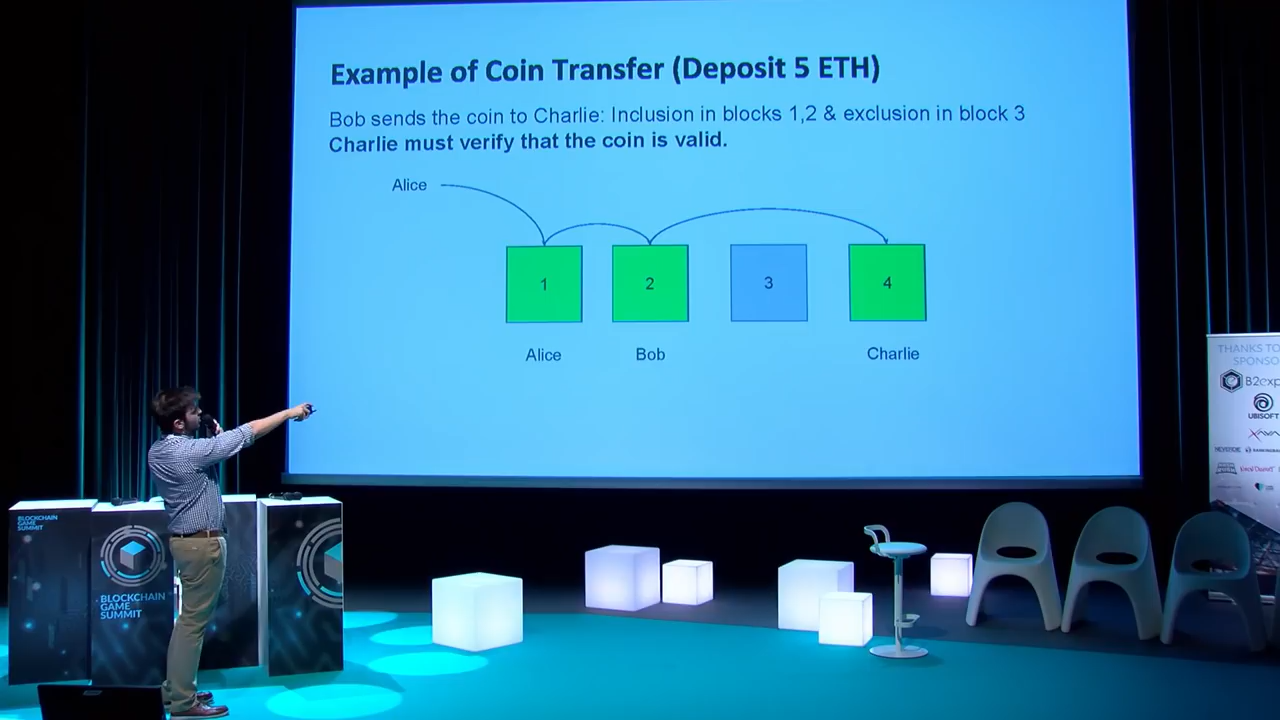 Example of Coin Transfer (Deposit 5 ETH)
Bob sends the coin to Charlie: Inclusion in blocks 1,2 & exclusion in block 3
Charlie must verify that the coin is valid.
Alice
1
2
3
4
Alice
Bob
Charlie
THANKS TO
SPONSO
B2exp
UBISOFT
BLOCKCHAIN
GAME
SUMMIT
BLOCKCHAIN
GAME
SUMMIT